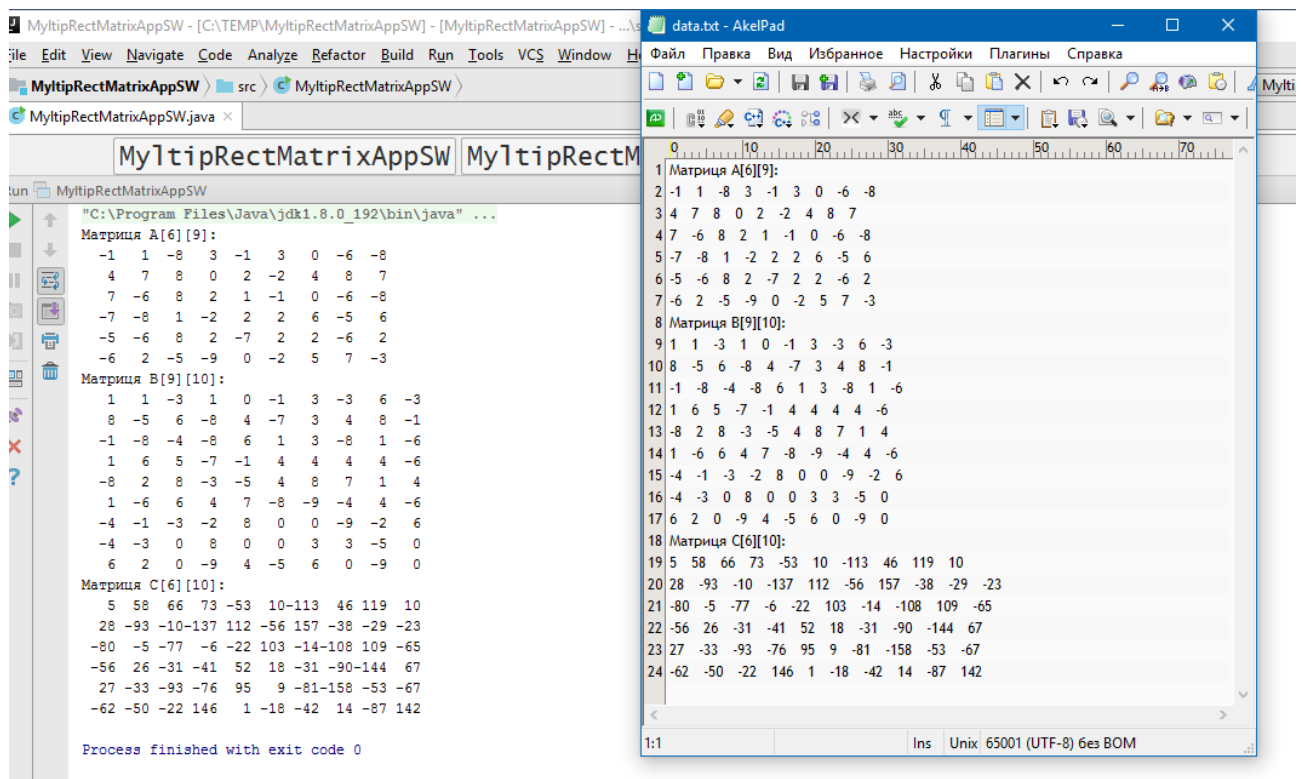 MyltipRectMatrixAppSW - [C:\TEMP\MyltipRectMatrixAppSW] - [MyltipRectMatrixAppSW] - ...\s
File Edit View Navigate Code Analyze Refactor Build Run Tools VCS Window
MyltipRectMatrixAppSW src MyltipRectMatrixAppSW
MyltipRectMatrixAppSW.java
MyltipRectMatrixAppSW MyltipRectM
Run MyltipRectMatrixAppSW
"C:\Program Files\Java\jdk1.8.0_192\bin\java" ...
Матриця A[6][9]:
-1 1 -8 3 -1 3 0 -6 -8
4 7 8 0 2 -2 4 8 7
7 -6 8 2 1 -1 0 -6 -8
-7 -8 1 -2 2 2 6 -5 6
-5 -6 8 2 -7 2 2 -6 2
-6 2 -5 -9 0 -2 5 7 -3
Матриця B[9][10]:
1 1 -3 1 0 -1 3 -3 6 -3
8 -5 6 -8 4 -7 3 4 8 -1
-1 -8 -4 -8 6 1 3 -8 1 -6
1 6 5 -7 -1 4 4 4 4 -6
-8 2 8 -3 -5 4 8 7 1 4
1 -6 6 4 7 -8 -9 -4 4 -6
-4 -1 -3 -2 8 0 0 -9 -2 6
-4 -3 0 8 0 0 3 3 -5 0
6 2 0 -9 4 -5 6 0 -9 0
Матриця C[6][10]:
5 58 66 73 -53 10-113 46 119 10
28 -93 -10-137 112 -56 157 -38 -29 -23
-80 -5 -77 -6 -22 103 -14-108 109 -65
-56 26 -31 -41 52 18 -31 -90-144 67
27 -33 -93 -76 95 9 -81-158 -53 -67
-62 -50 -22 146 1 -18 -42 14 -87 142
Process finished with exit code 0
data.txt - AkelPad
Файл Правка Вид Избранное Настройки Плагины Справка
Mylti
0 10 20 30 40 50 60 70
1 Матриця A[6][9]:
2 -1 1 -8 3 -1 3 0 -6 -8
3 4 7 8 0 2 -2 4 8 7
4 7 -6 8 2 1 -1 0 -6 -8
5 -7 -8 1 -2 2 2 6 -5 6
6 -5 -6 8 2 -7 2 2 -6 2
7 -6 2 -5 -9 0 -2 5 7 -3
8 Матриця B[9][10]:
9 1 1 -3 1 0 -1 3 -3 6 -3
10 8 -5 6 -8 4 -7 3 4 8 -1
11 -1 -8 -4 -8 6 1 3 -8 1 -6
12 1 6 5 -7 -1 4 4 4 4 -6
13 -8 2 8 -3 -5 4 8 7 1 4
14 1 -6 6 4 7 -8 -9 -4 4 -6
15 -4 -1 -3 -2 8 0 0 -9 -2 6
16 -4 -3 0 8 0 0 3 3 -5 0
17 6 2 0 -9 4 -5 6 0 -9 0
18 Матриця C[6][10]:
19 5 58 66 73 -53 10 -113 46 119 10
20 28 -93 -10 -137 112 -56 157 -38 -29 -23
21 -80 -5 -77 -6 -22 103 -14 -108 109 -65
22 -56 26 -31 -41 52 18 -31 -90 -144 67
23 27 -33 -93 -76 95 9 -81 -158 -53 -67
24 -62 -50 -22 146 1 -18 -42 14 -87 142
1:1 Ins Unix 65001 (UTF-8) без BOM